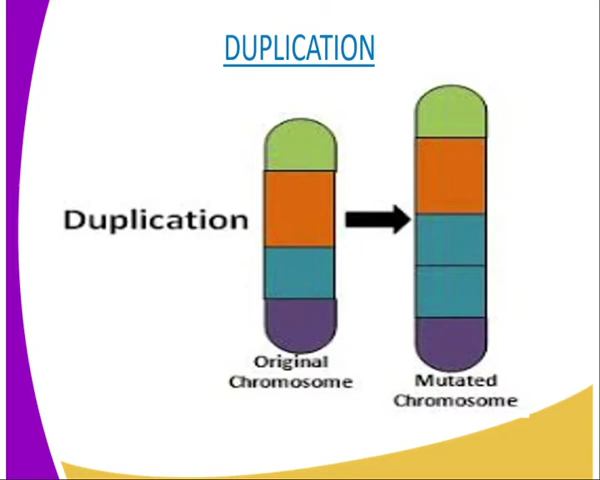 DUPLICATION
Duplication
Original
Chromosome
Mutated
Chromosome